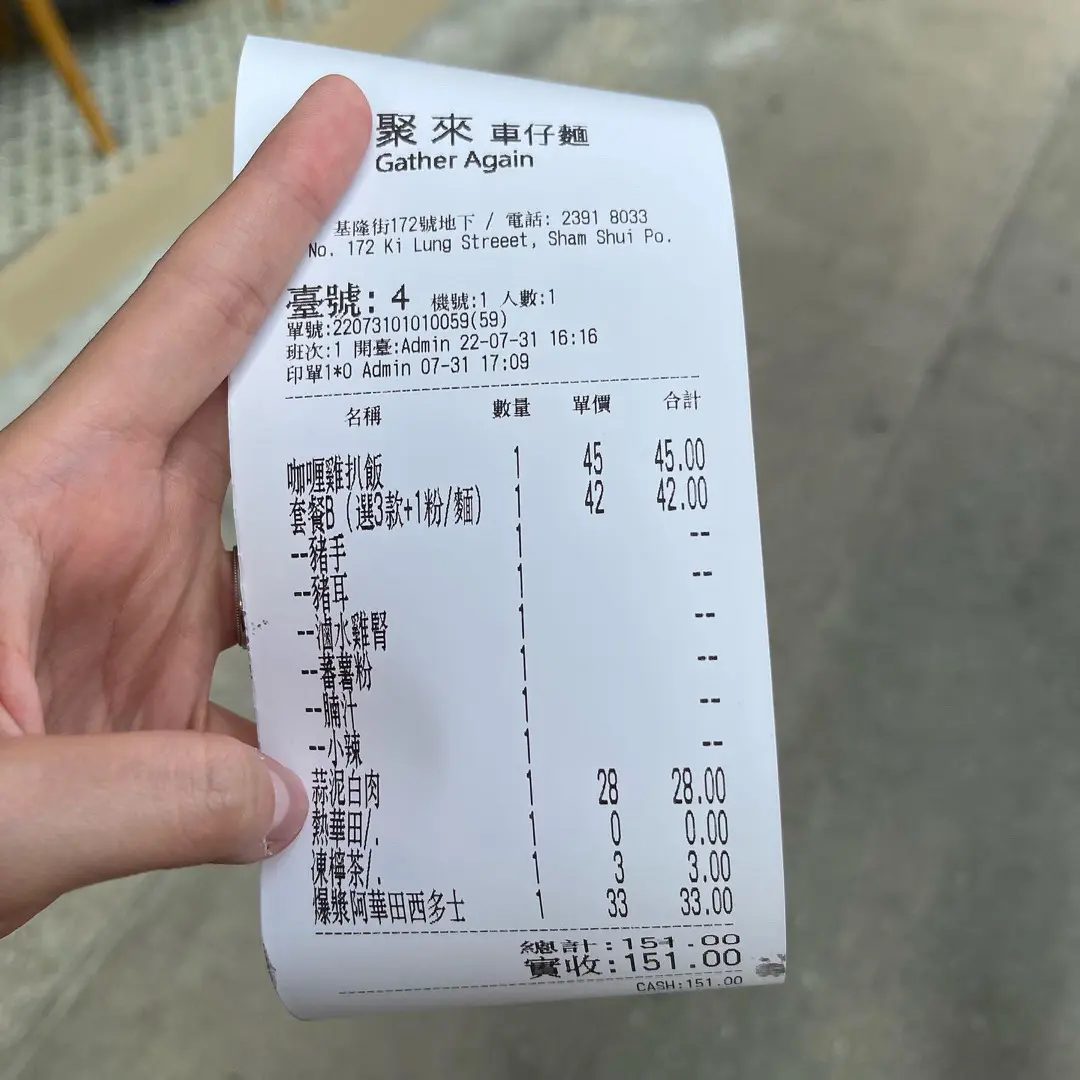 聚來 車仔麵
Gather Again
基隆街172號地下 / 電話: 2391 8033
No. 172 Ki Lung Streeet, Sham Shui Po.
臺號: 4 機號:1 人數:1
單號:22073101010059(59)
班次:1 開臺:Admin 22-07-31 16:16
印單1*0 Admin 07-31 17:09
名稱 數量 單價 合計
咖喱雞扒飯 1 45 45.00
套餐B (選3款+1粉/麵) 1 42 42.00
--豬手 1 --
--豬耳 1 --
--滷水雞腎 1 --
--蕃薯粉 1 --
--腩汁 1 --
--小辣 1 --
蒜泥白肉 1 28 28.00
熱華田/. 1 0 0.00
凍檸茶/. 1 3 3.00
爆漿阿華田西多士 1 33 33.00
總計:151.00
實收:151.00
CASH:151.00